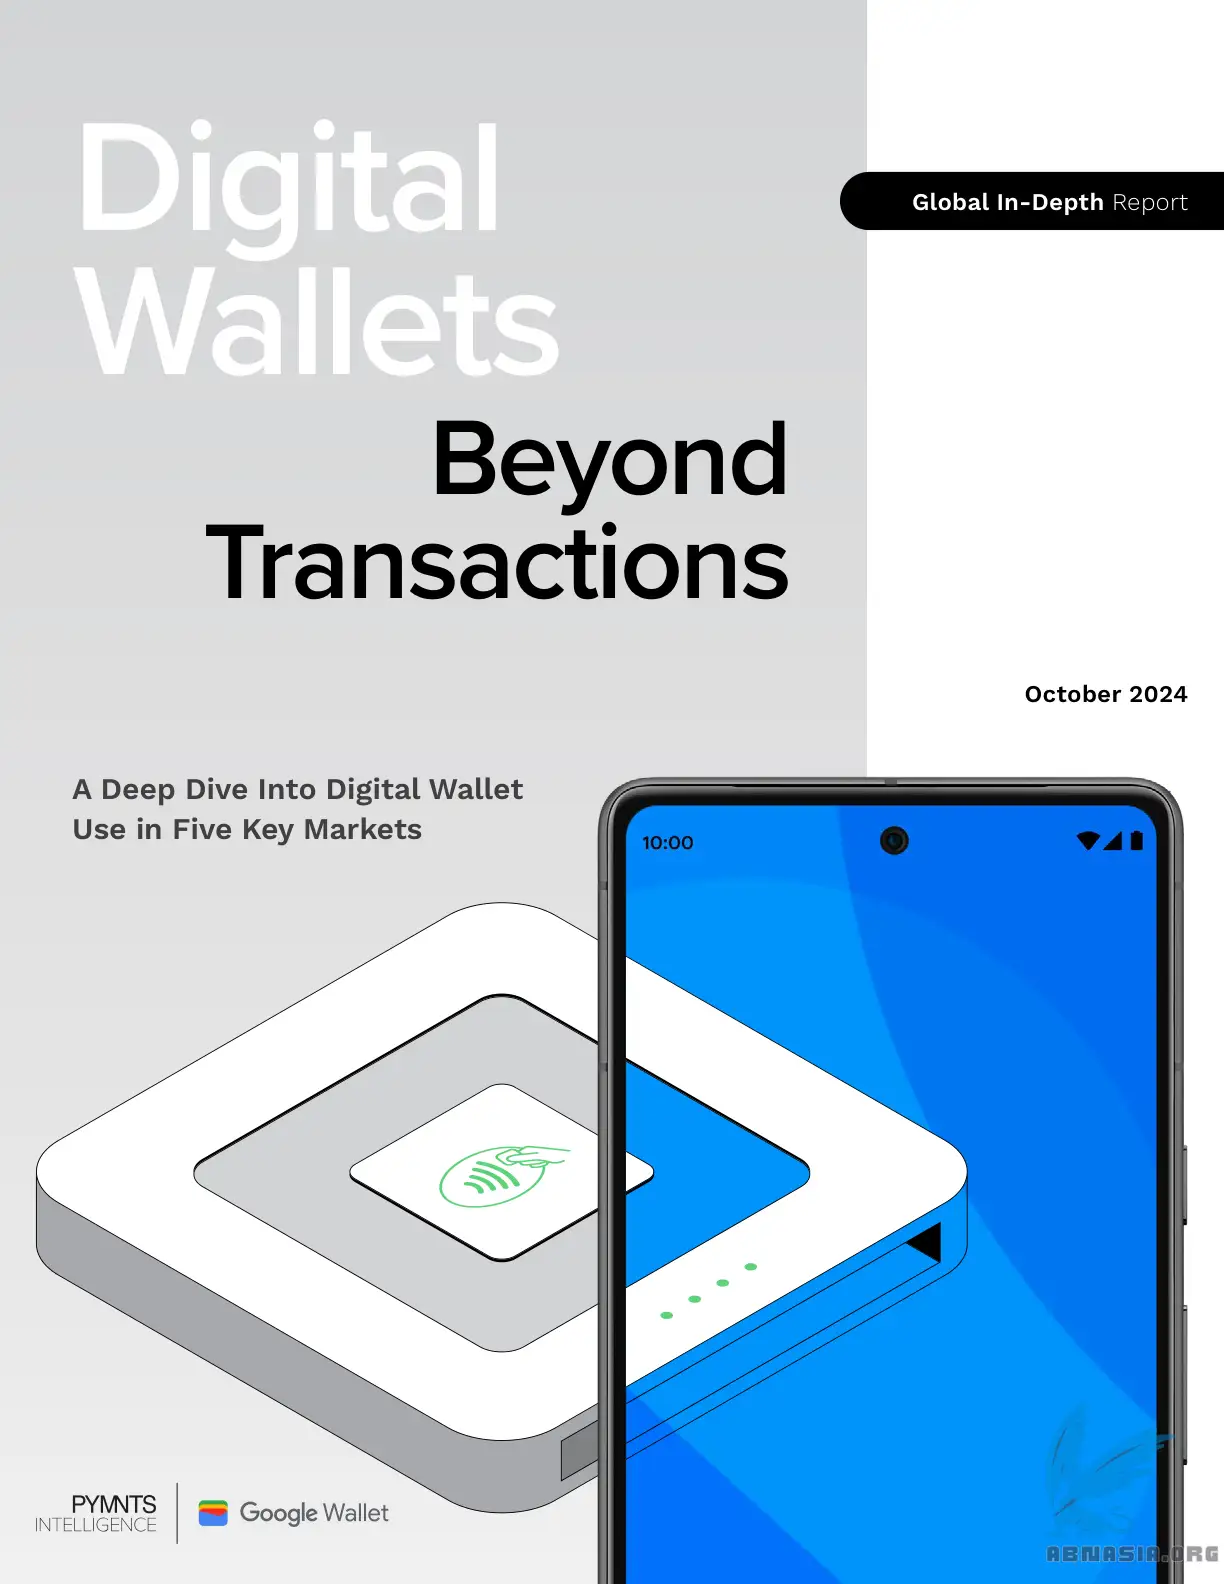 Digital
Wallets
Beyond
Transactions
Global In-Depth Report
October 2024
A Deep Dive Into Digital Wallet
Use in Five Key Markets
10:00
PYMNTS
INTELLIGENCE
Google Wallet
ABNASIA.ORG